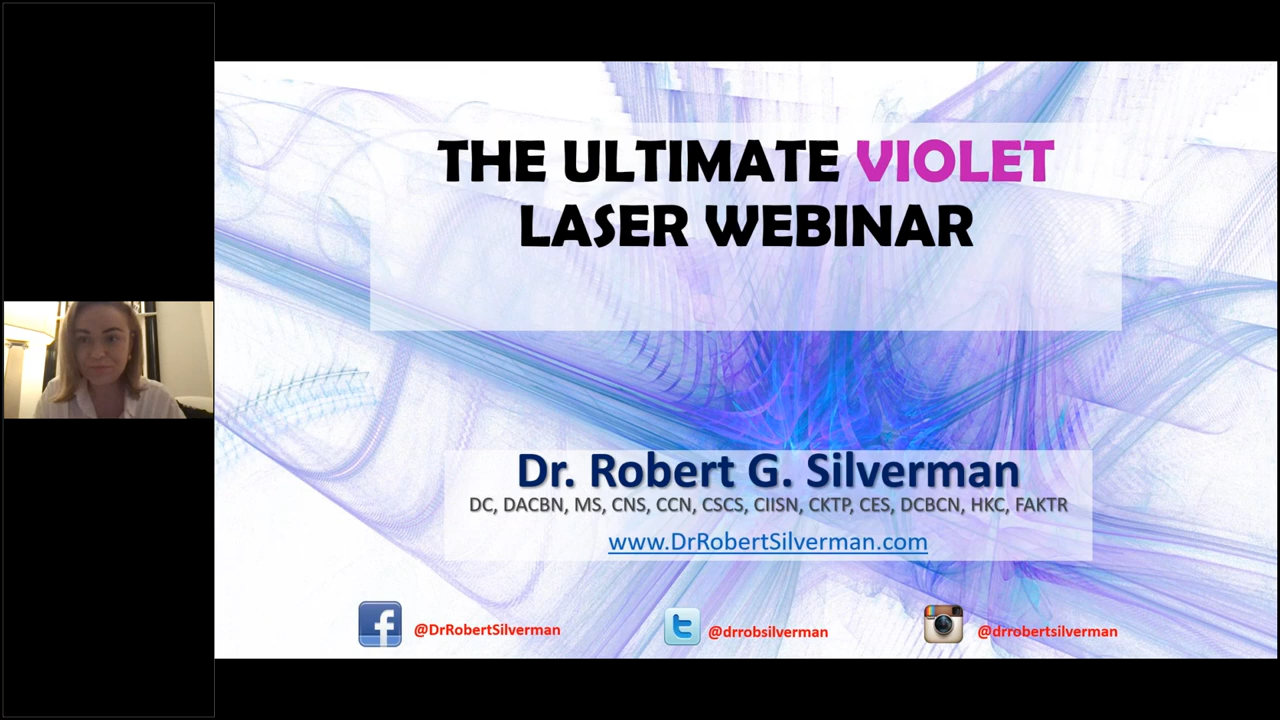 THE ULTIMATE VIOLET
LASER WEBINAR
Dr. Robert G. Silverman
DC, DACBN, MS, CNS, CCN, CSCS, CIISN, CKTP, CES, DCBCN, HKC, FAKTR
www.DrRobertSilverman.com
@DrRobertSilverman
@drrobsilverman
@drrobertsilverman